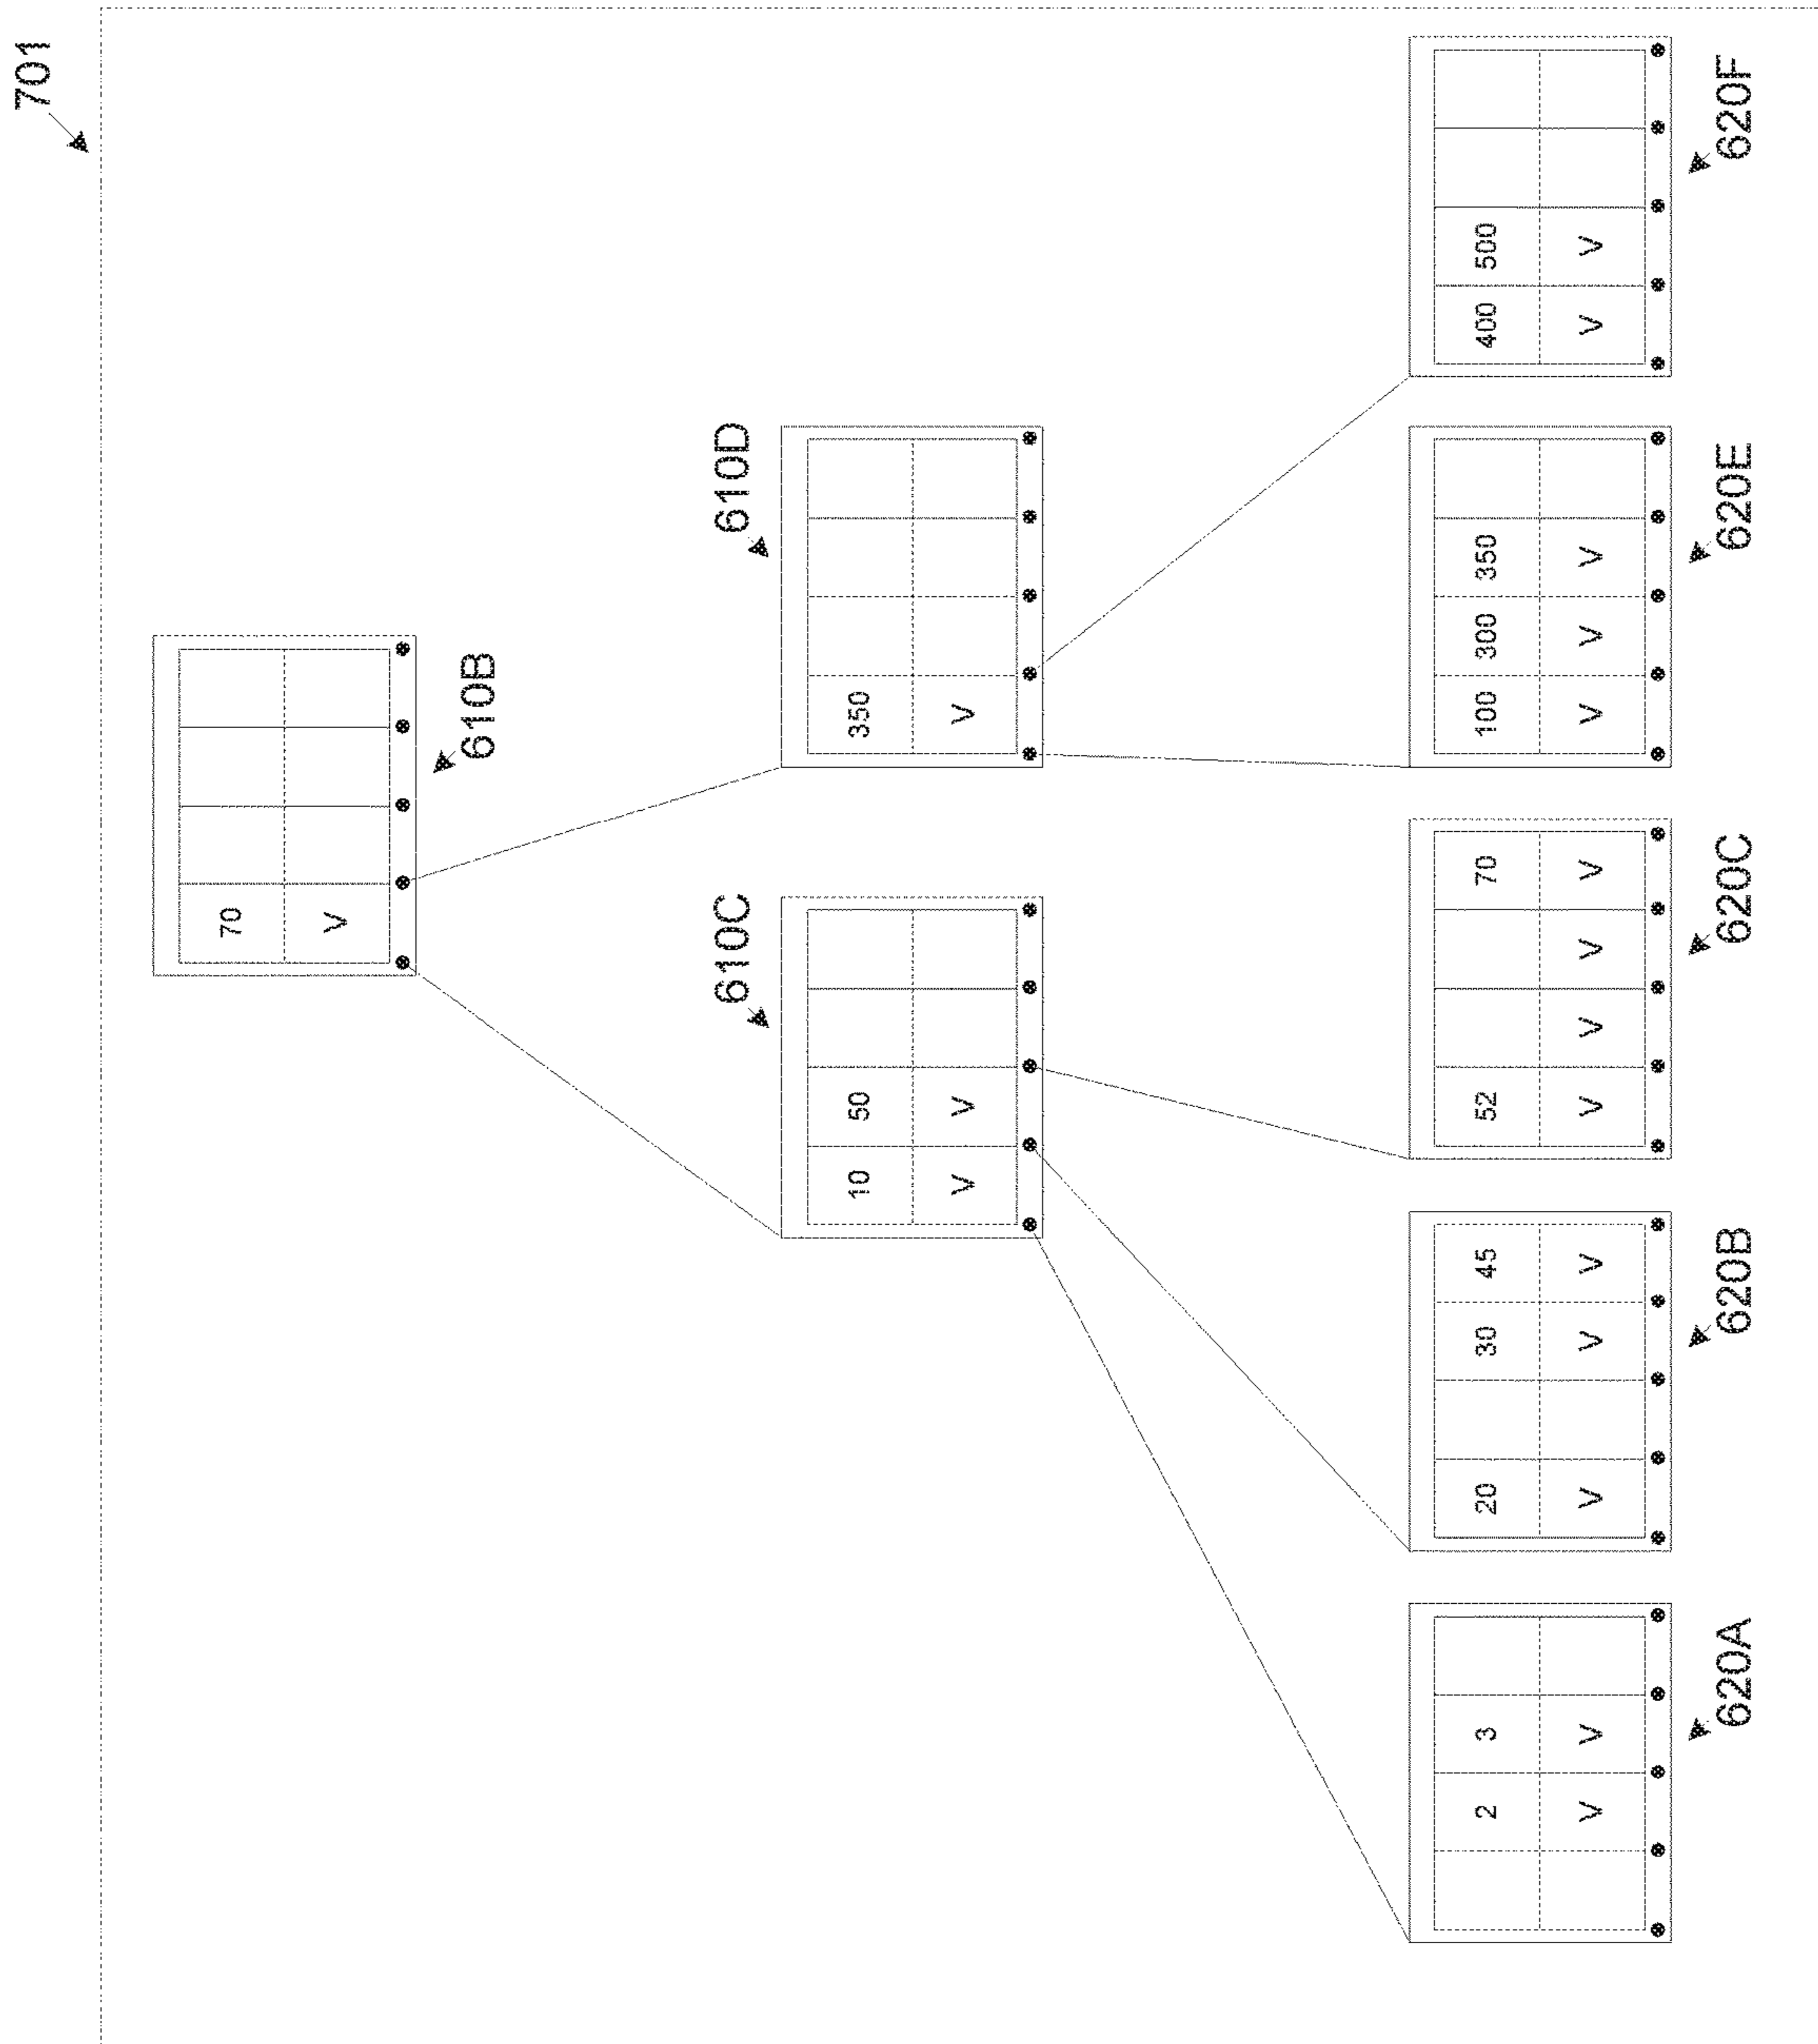 701
70
V
610B
610C 610D
10 50 350
V V V
2 3 20 30 45 52 70 100 300 350 400 500
V V V V V V V V V V V V V V
620A 620B 620C 620E 620F